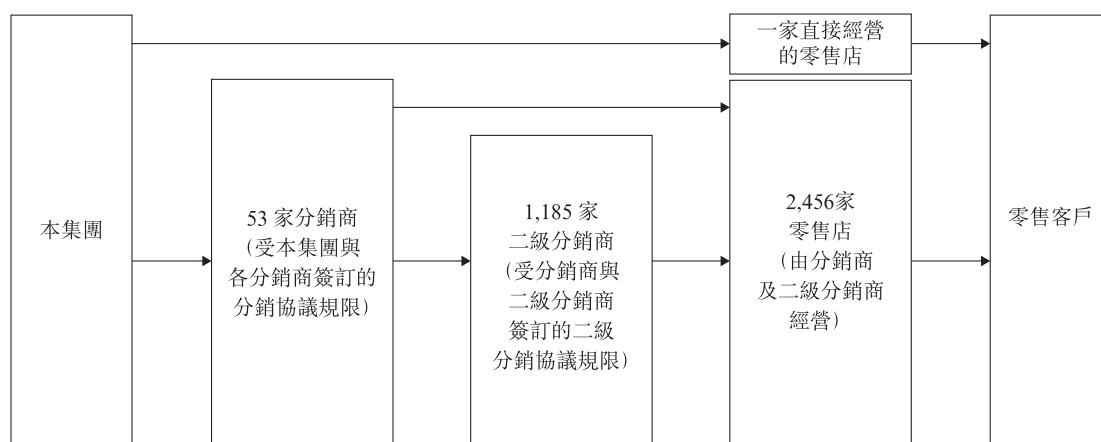 一家直接經營
的零售店
本集團
53 家分銷商
（受本集團與
各分銷商簽訂的
分銷協議規限）
1,185 家
二級分銷商
（受分銷商與
二級分銷商
簽訂的二級
分銷協議規限）
2,456家
零售店
（由分銷商
及二級分銷商
經營）
零售客戶